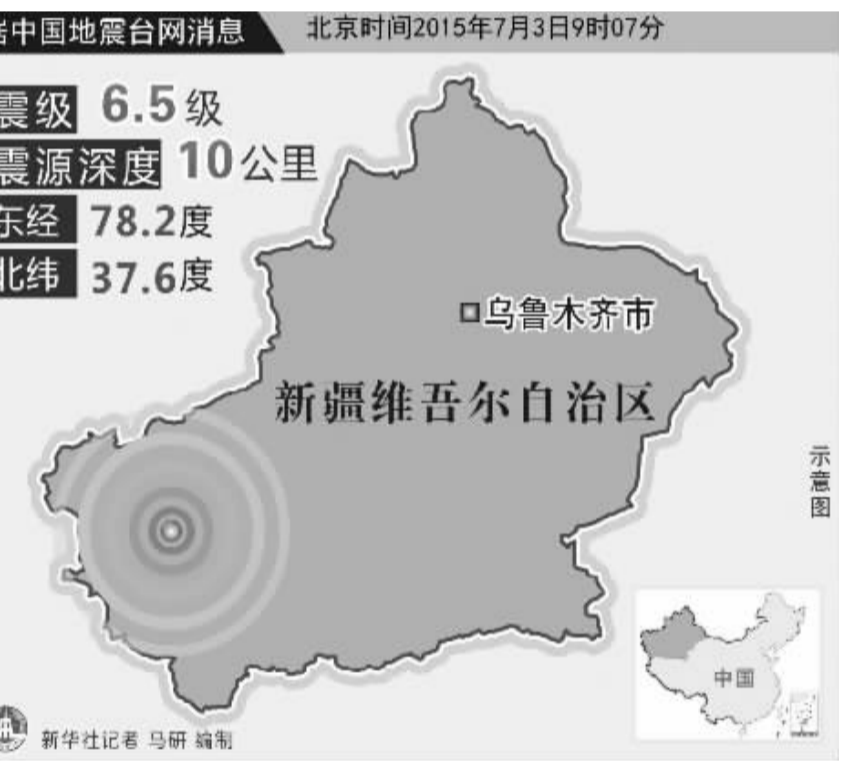 据中国地震台网消息 北京时间2015年7月3日9时07分
震级 6.5级
震源深度 10公里
东经 78.2度
北纬 37.6度
乌鲁木齐市
新疆维吾尔自治区
示意图
中国
新华社记者 马研 编制